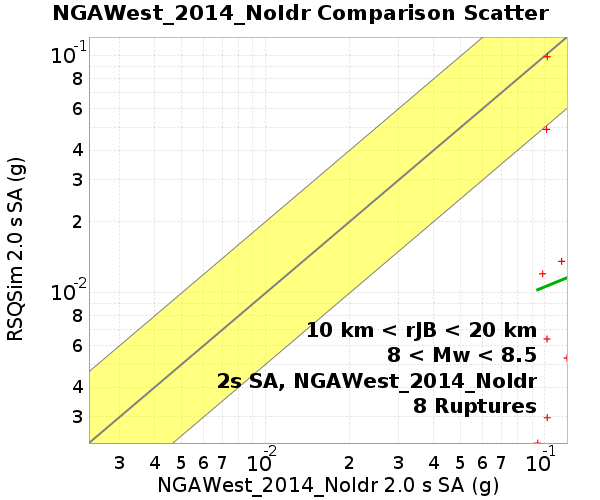 NGAWest_2014_NoIdr Comparison Scatter
RSQSim 2.0 s SA (g)
10-1
8
6
4
3
2
10-2
8
6
4
3
10 km < rJB < 20 km
8 < Mw < 8.5
2s SA, NGAWest_2014_NoIdr
8 Ruptures
3 4 5 6 7 10-2 2 3 4 5 6 7 10-1
NGAWest_2014_NoIdr 2.0 s SA (g)